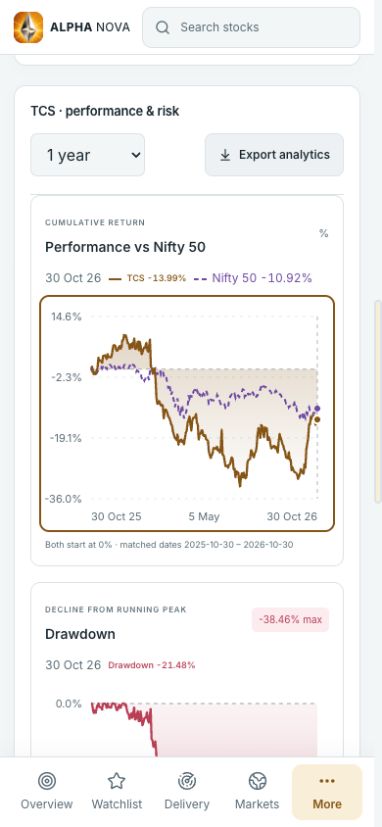 ALPHA NOVA
Search stocks
TCS · performance & risk
1 year
Export analytics
CUMULATIVE RETURN
%
Performance vs Nifty 50
30 Oct 26 TCS -13.99% Nifty 50 -10.92%
14.6%
-2.3%
-19.1%
-36.0%
30 Oct 25 5 May 30 Oct 26
Both start at 0% · matched dates 2025-10-30 – 2026-10-30
DECLINE FROM RUNNING PEAK
-38.46% max
Drawdown
30 Oct 26 Drawdown -21.48%
0.0%
Overview Watchlist Delivery Markets More